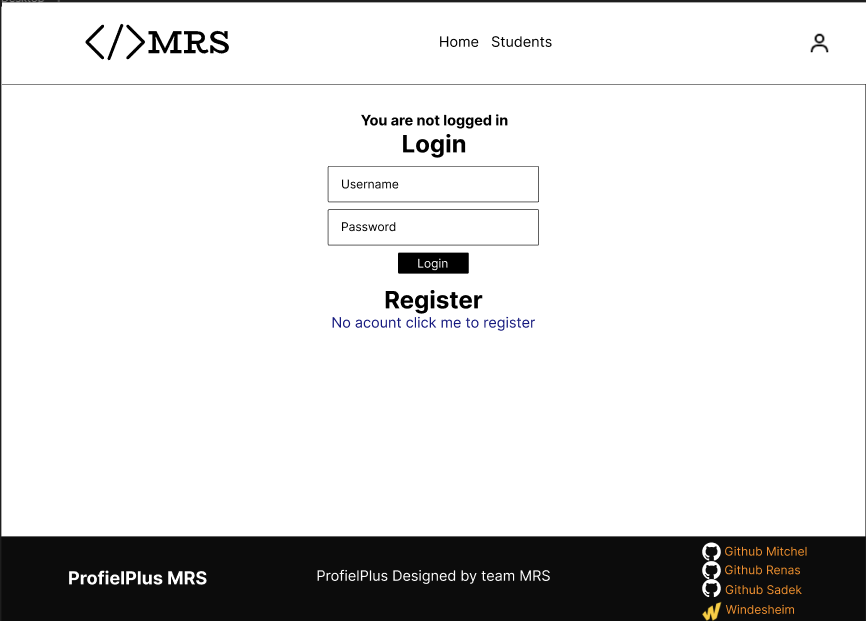 </>MRS
Home Students
You are not logged in
Login
Username
Password
Login
Register
No acount click me to register
ProfielPlus MRS
ProfielPlus Designed by team MRS
Github Mitchel
Github Renas
Github Sadek
Windesheim